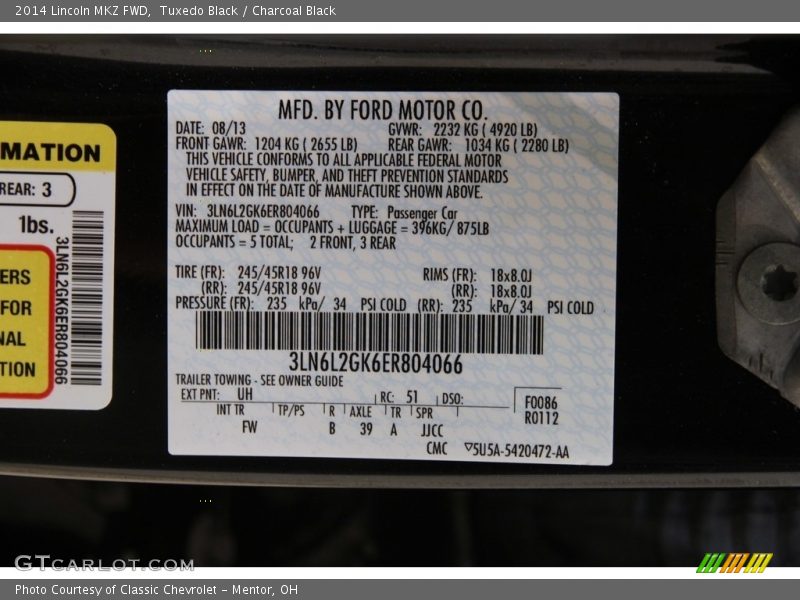 2014 Lincoln MKZ FWD, Tuxedo Black / Charcoal Black
MATION
REAR: 3
1bs.
3LN6L2GK6ER804066
ERS
FOR
NAL
TION
MFD. BY FORD MOTOR CO.
DATE: 08/13 GVWR: 2232 KG ( 4920 LB)
FRONT GAWR: 1204 KG ( 2655 LB) REAR GAWR: 1034 KG ( 2280 LB)
THIS VEHICLE CONFORMS TO ALL APPLICABLE FEDERAL MOTOR
VEHICLE SAFETY, BUMPER, AND THEFT PREVENTION STANDARDS
IN EFFECT ON THE DATE OF MANUFACTURE SHOWN ABOVE.
VIN: 3LN6L2GK6ER804066 TYPE: Passenger Car
MAXIMUM LOAD = OCCUPANTS + LUGGAGE = 396KG/ 875LB
OCCUPANTS = 5 TOTAL; 2 FRONT, 3 REAR
TIRE (FR): 245/45R18 96V RIMS (FR): 18x8.0J
(RR): 245/45R18 96V (RR): 18x8.0J
PRESSURE (FR): 235 kPa/ 34 PSI COLD (RR): 235 kPa/ 34 PSI COLD
3LN6L2GK6ER804066
TRAILER TOWING - SEE OWNER GUIDE
EXT PNT: UH RC: 51 DSO: F0086
INT TR TP/PS R AXLE TR SPR R0112
FW B 39 A JJCC
CMC ▽5U5A-5420472-AA
GTCARLOT.COM
Photo Courtesy of Classic Chevrolet - Mentor, OH